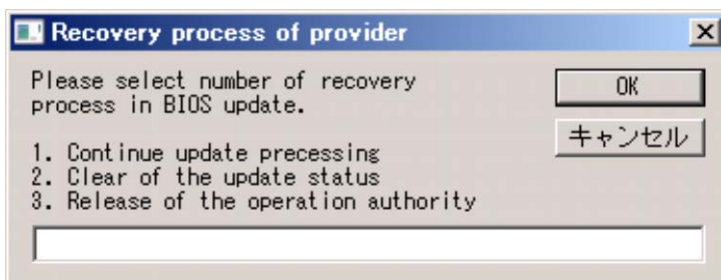 Recovery process of provider
Please select number of recovery
process in BIOS update.
OK
キャンセル
1. Continue update precessing
2. Clear of the update status
3. Release of the operation authority